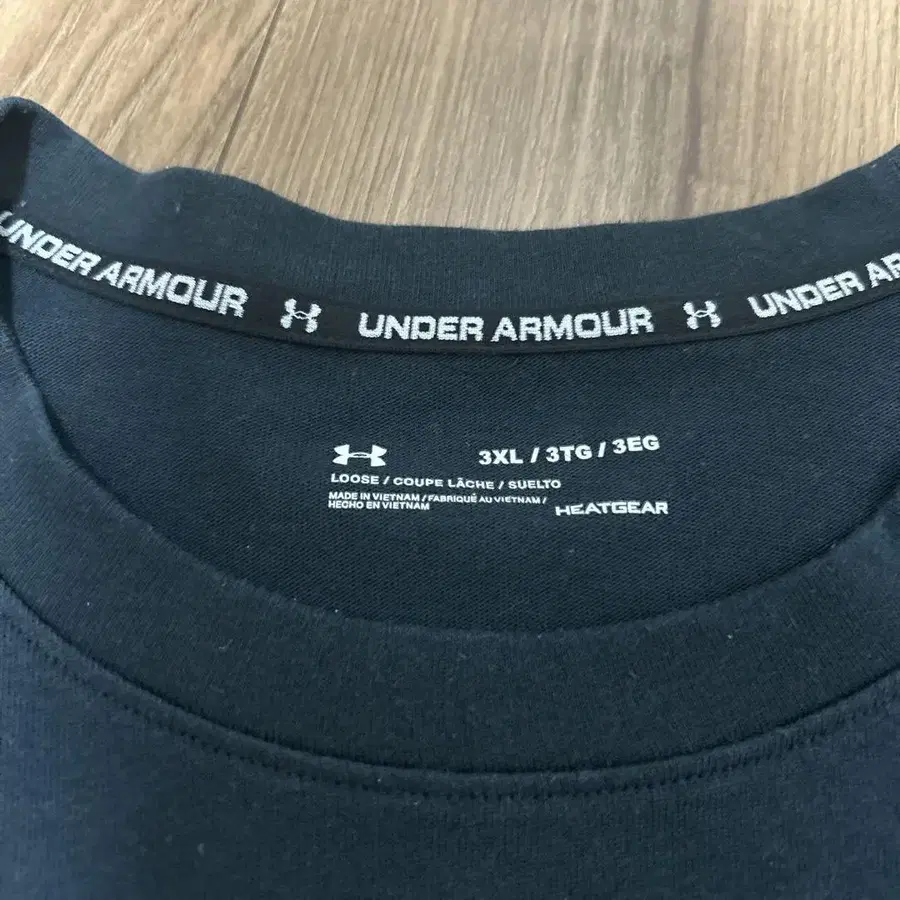 UNDER ARMOUR UNDER ARMOUR UNDER AR
3XL / 3TG / 3EG
LOOSE / COUPE LÂCHE / SUELTO
MADE IN VIETNAM / FABRIQUÉ AU VIETNAM /
HECHO EN VIETNAM
HEATGEAR